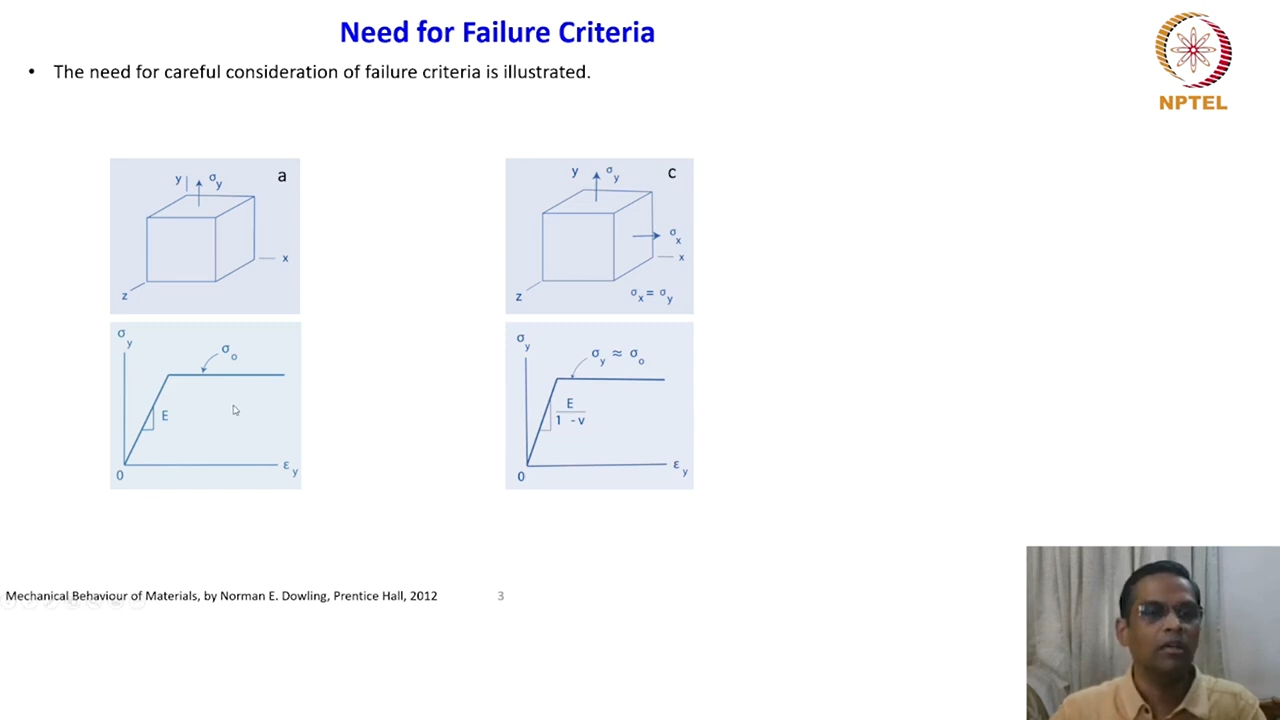 Need for Failure Criteria
• The need for careful consideration of failure criteria is illustrated.
NPTEL
a
y σy
x
z
c
y σy
σx
x
z
σx = σy
σy
σo
E
0
εy
σy
σy ≈ σo
E
1 - v
0
εy
Mechanical Behaviour of Materials, by Norman E. Dowling, Prentice Hall, 2012
3